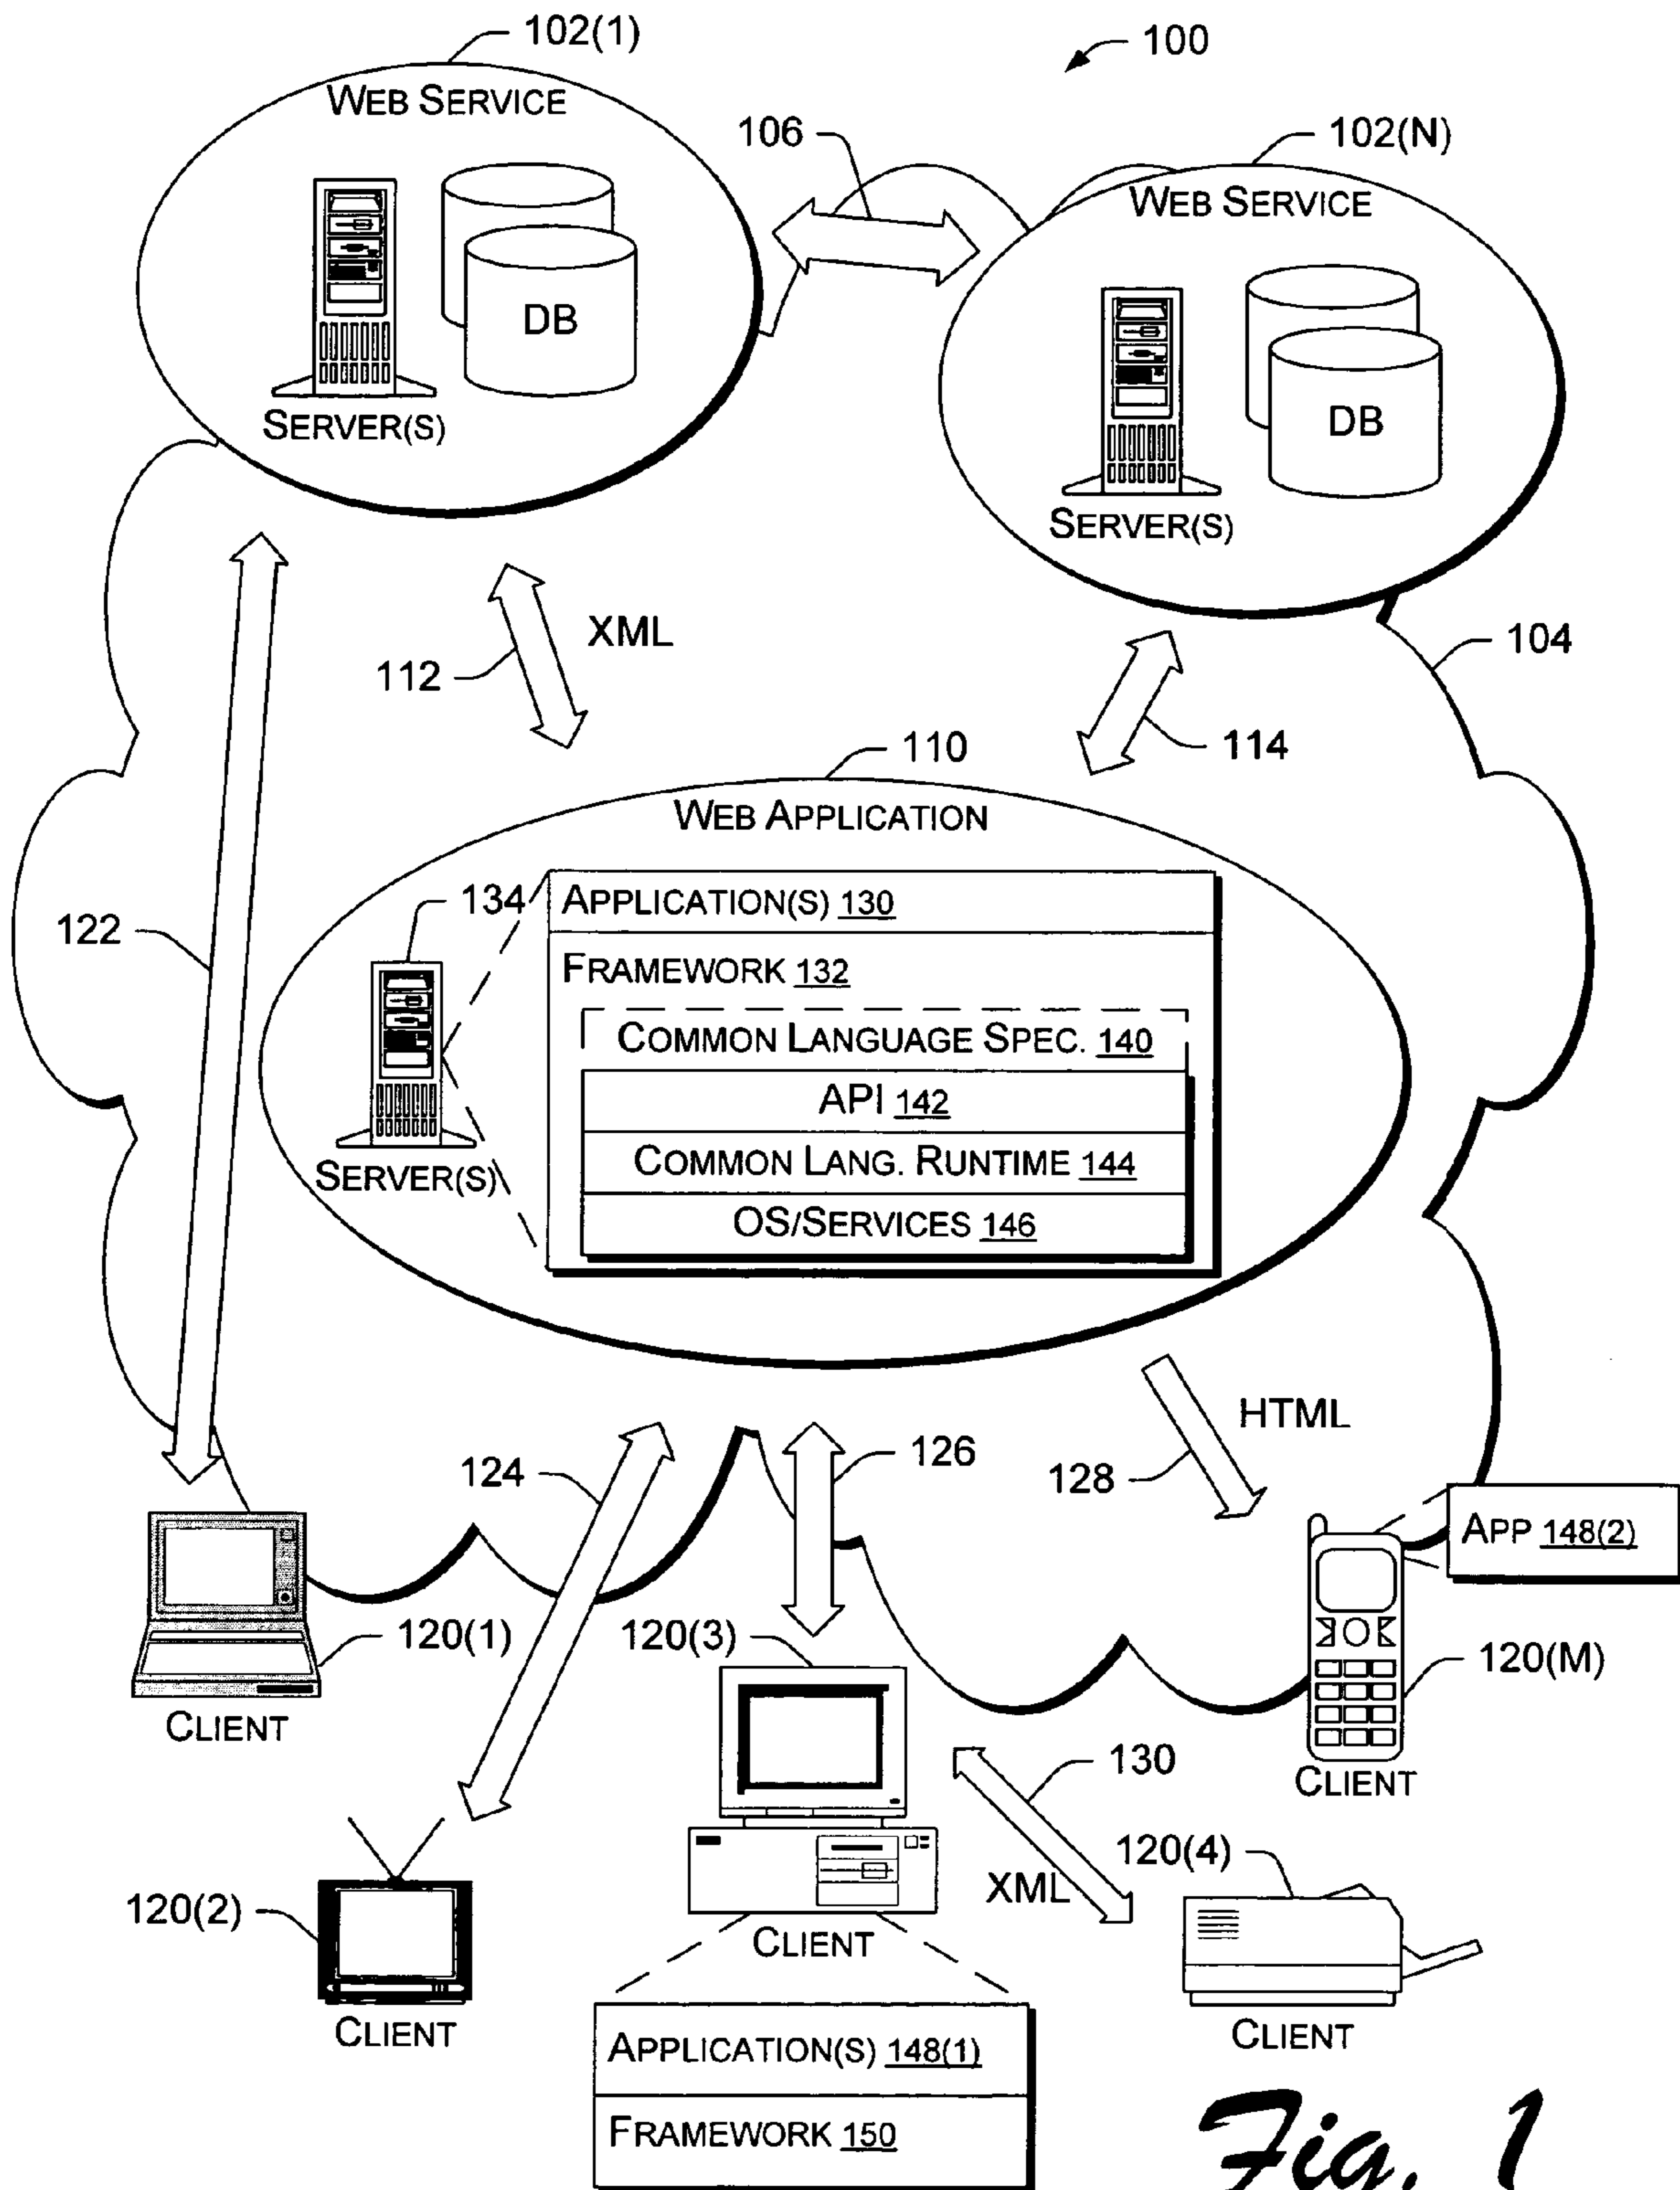 102(1)
100
WEB SERVICE
106
102(N)
WEB SERVICE
DB
SERVER(S)
DB
SERVER(S)
XML
112
104
114
110
WEB APPLICATION
134
APPLICATION(S) 130
122
FRAMEWORK 132
COMMON LANGUAGE SPEC. 140
API 142
COMMON LANG. RUNTIME 144
SERVER(S)
OS/SERVICES 146
HTML
124
126
128
APP 148(2)
120(1)
120(3)
120(M)
CLIENT
130
CLIENT
120(4)
XML
120(2)
CLIENT
CLIENT
CLIENT
APPLICATION(S) 148(1)
FRAMEWORK 150
Fig. 1